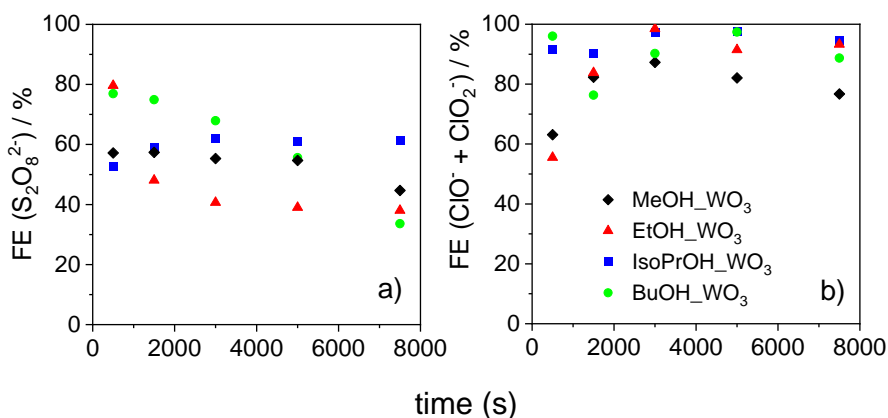 100
80
60
40
20
0
FE (S₂O₈²⁻) / %
0 2000 4000 6000 8000
a)
100
80
60
40
20
0
FE (ClO⁻ + ClO₂⁻) / %
MeOH_WO₃
EtOH_WO₃
IsoPrOH_WO₃
BuOH_WO₃
b)
0 2000 4000 6000 8000
time (s)